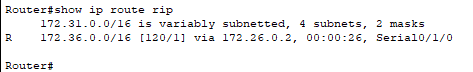 Router#show ip route rip
     172.31.0.0/16 is variably subnetted, 4 subnets, 2 masks
R    172.36.0.0/16 [120/1] via 172.26.0.2, 00:00:26, Serial0/1/0
Router#